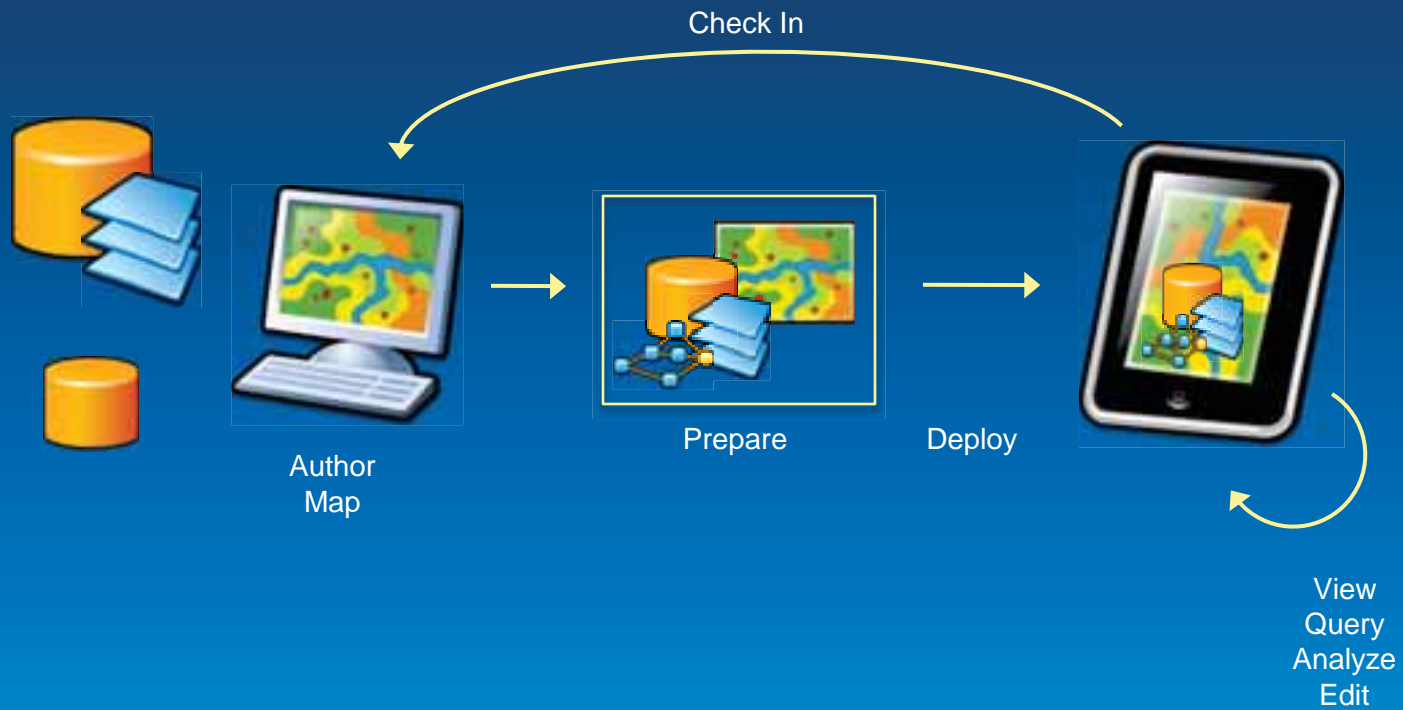 Check In
Author
Map
Prepare
Deploy
View
Query
Analyze
Edit